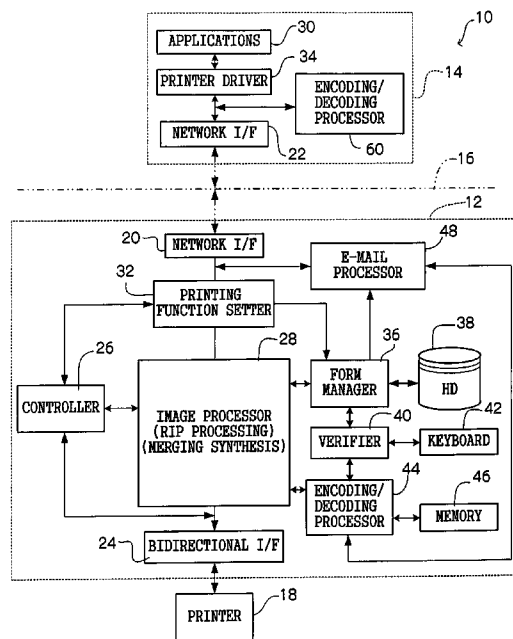 10
APPLICATIONS
30
PRINTER DRIVER
34
14
ENCODING/
DECODING
PROCESSOR
60
NETWORK I/F
22
16
12
20
NETWORK I/F
48
E-MAIL
PROCESSOR
32
PRINTING
FUNCTION SETTER
28
36
38
26
CONTROLLER
IMAGE PROCESSOR
(RIP PROCESSING)
(MERGING SYNTHESIS)
FORM
MANAGER
HD
40
42
VERIFIER
KEYBOARD
44
46
ENCODING/
DECODING
PROCESSOR
MEMORY
24
BIDIRECTIONAL I/F
PRINTER
18